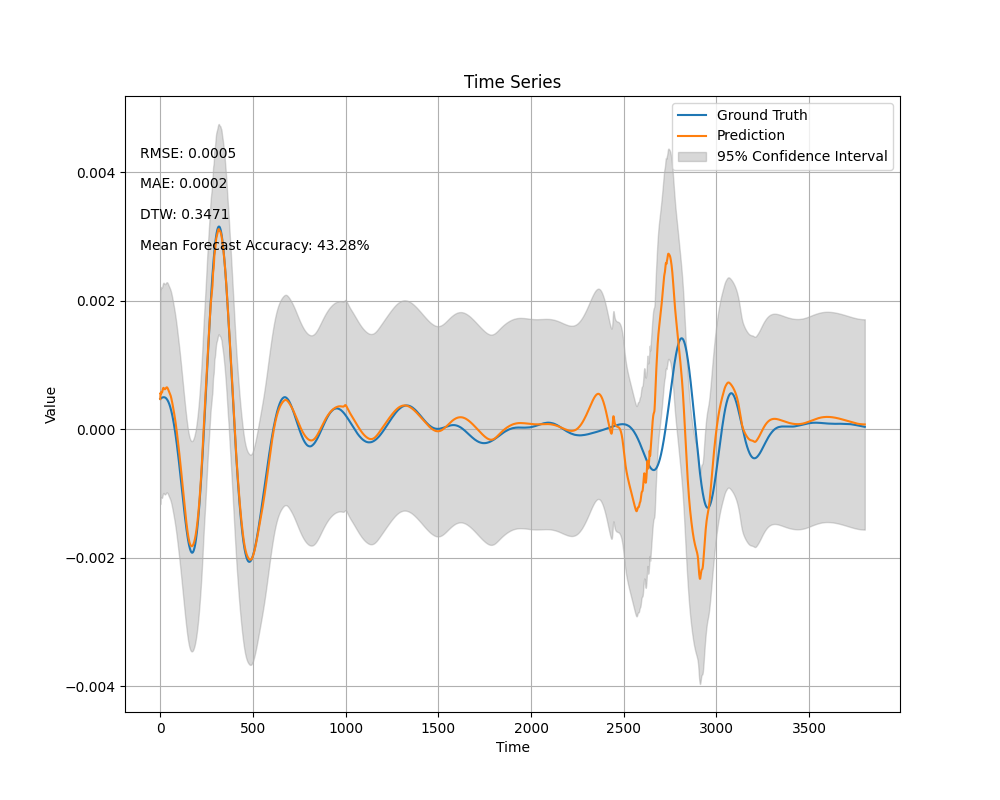 Time Series
Ground Truth
Prediction
95% Confidence Interval
RMSE: 0.0005
MAE: 0.0002
DTW: 0.3471
Mean Forecast Accuracy: 43.28%
0.004
0.002
0.000
−0.002
−0.004
Value
0 500 1000 1500 2000 2500 3000 3500
Time